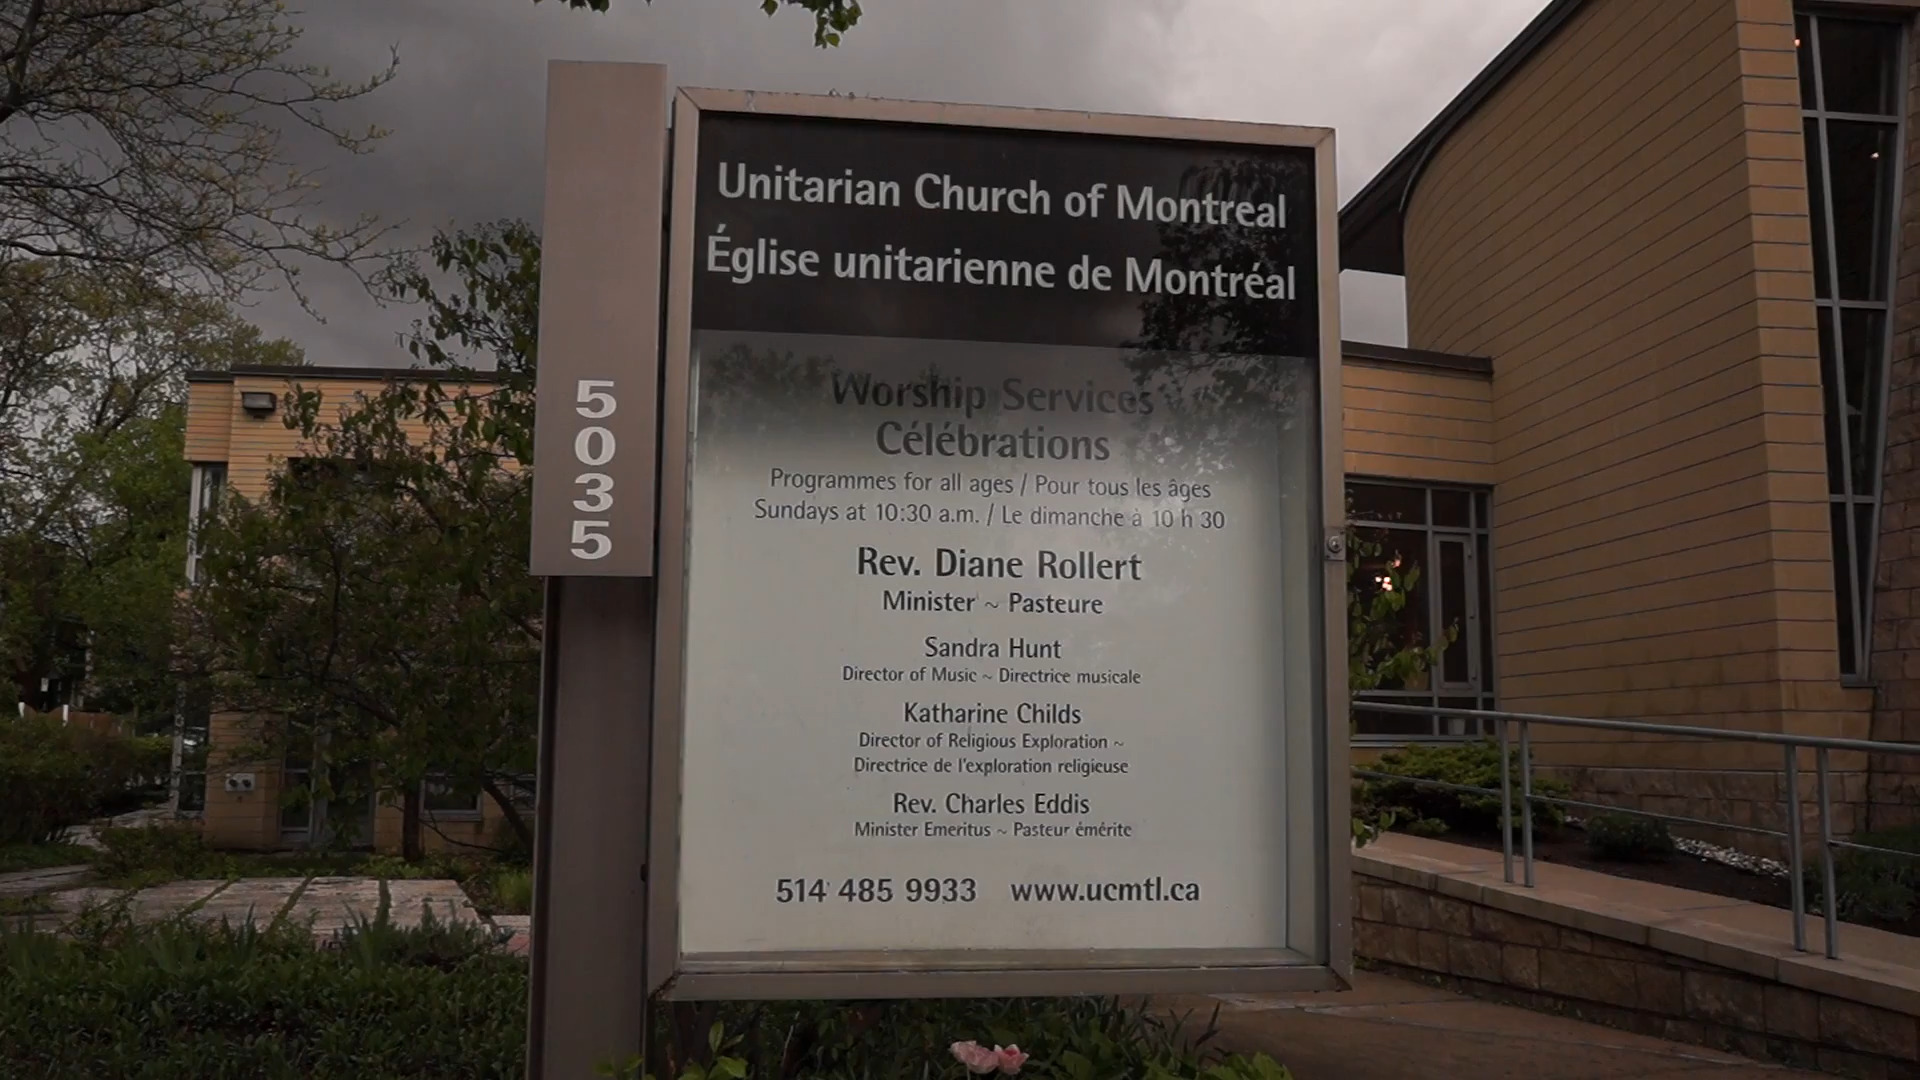 5035
Unitarian Church of Montreal
Église unitarienne de Montréal
Worship Services
Célébrations
Programmes for all ages / Pour tous les âges
Sundays at 10:30 a.m. / Le dimanche à 10 h 30
Rev. Diane Rollert
Minister ~ Pasteure
Sandra Hunt
Director of Music ~ Directrice musicale
Katharine Childs
Director of Religious Exploration ~
Directrice de l'exploration religieuse
Rev. Charles Eddis
Minister Emeritus ~ Pasteur émérite
514 485 9933 www.ucmtl.ca